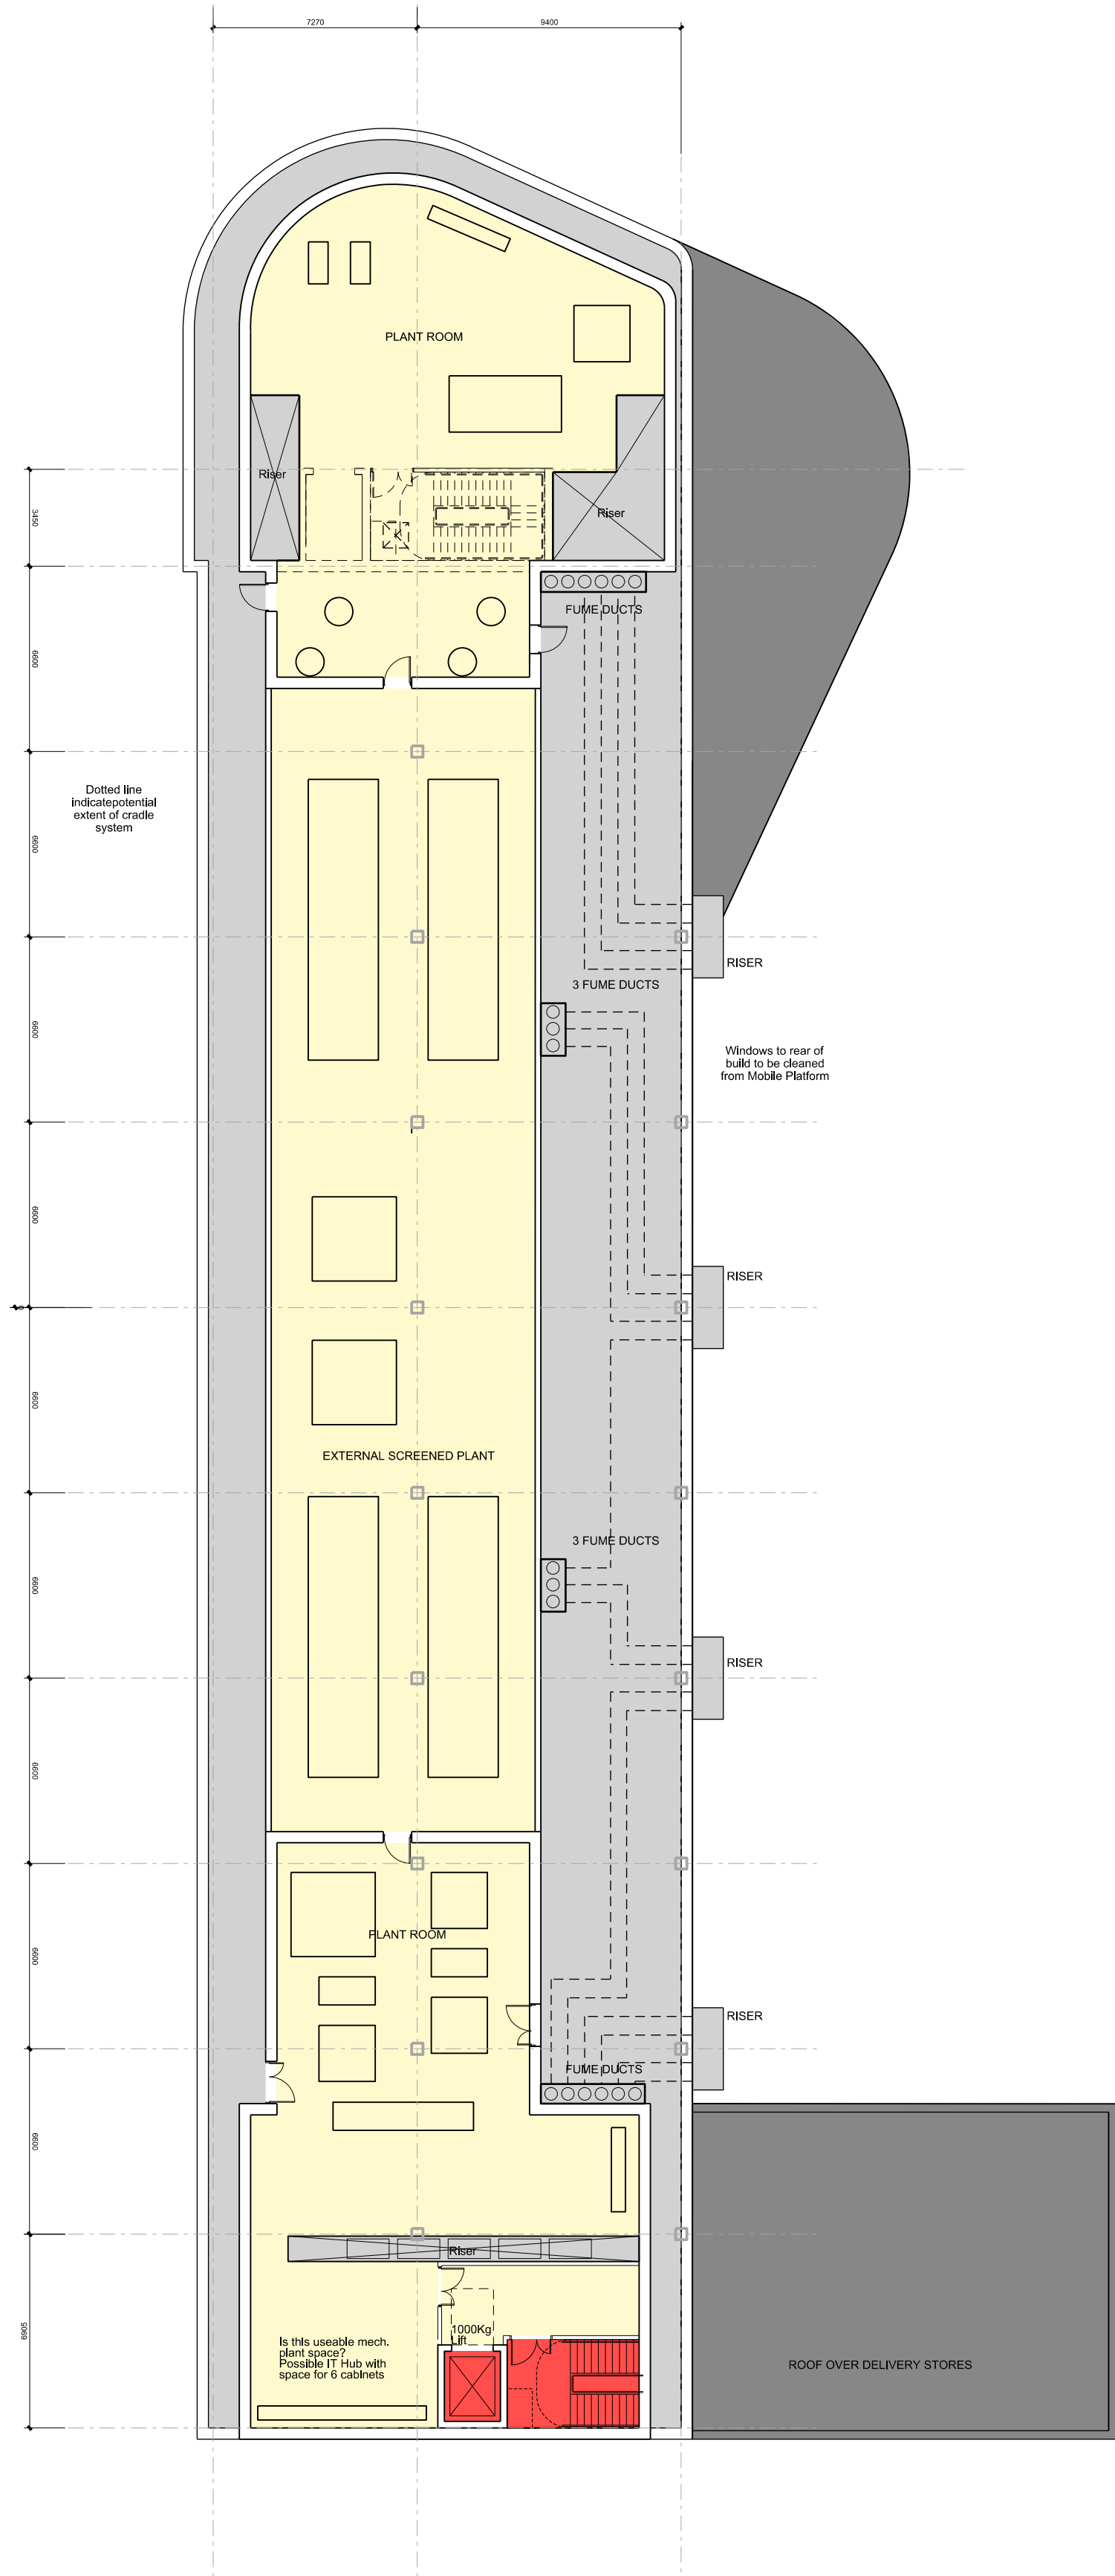 7270
9400
PLANT ROOM
Riser
Riser
3450
FUME DUCTS
6600
Dotted line
indicatepotential
extent of cradle
system
6600
RISER
3 FUME DUCTS
6600
Windows to rear of
build to be cleaned
from Mobile Platform
6600
RISER
0
6600
EXTERNAL SCREENED PLANT
3 FUME DUCTS
6600
RISER
6600
PLANT ROOM
6600
RISER
FUME DUCTS
6600
Riser
1000Kg
Lift
6905
Is this useable mech.
plant space?
Possible IT Hub with
space for 6 cabinets
ROOF OVER DELIVERY STORES